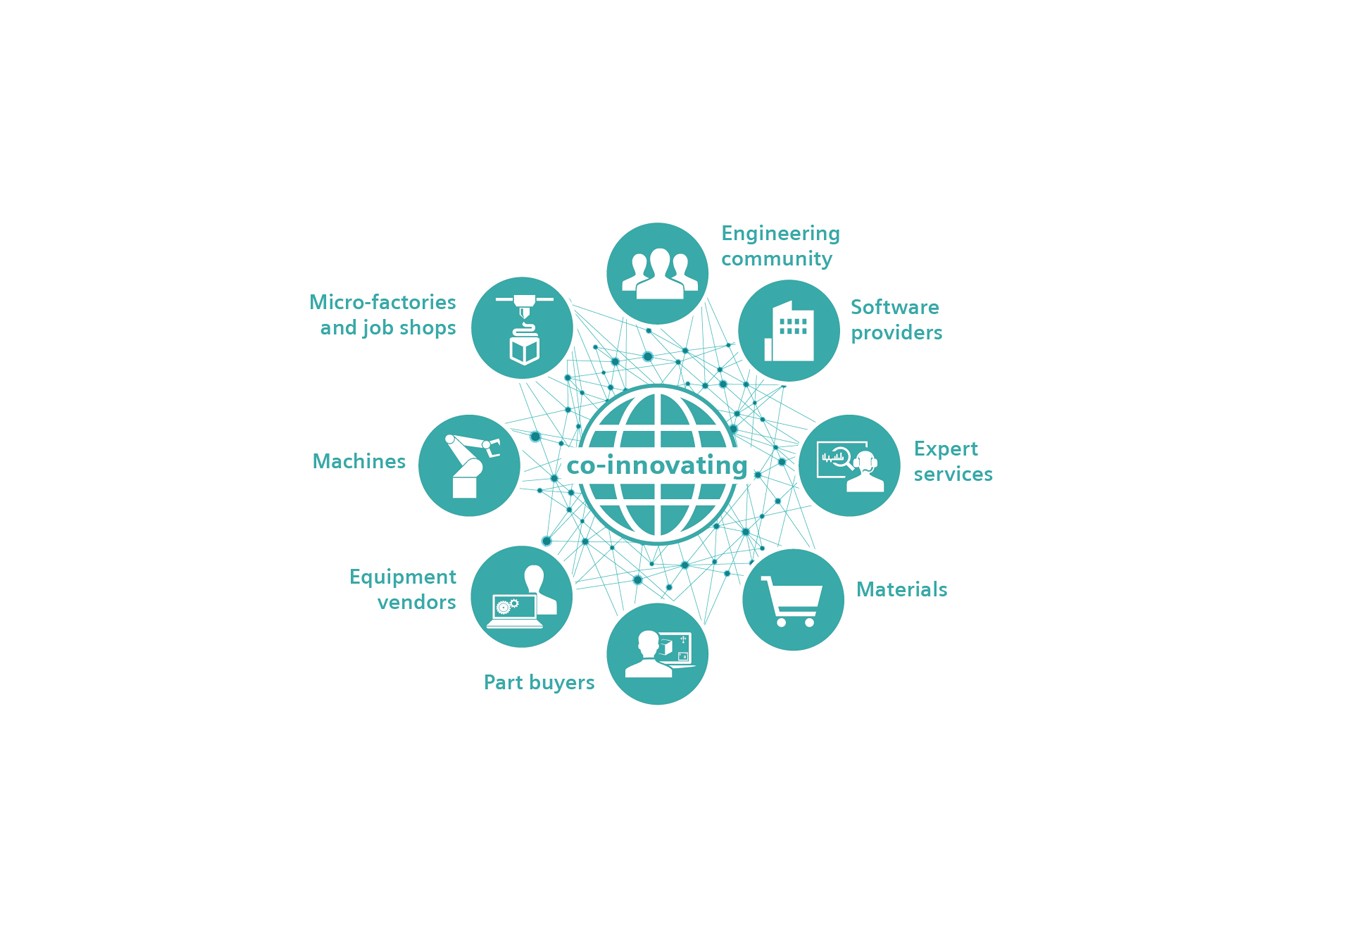 Engineering
community
Software
providers
Micro-factories
and job shops
Expert
services
Machines
co-innovating
Equipment
vendors
Materials
Part buyers